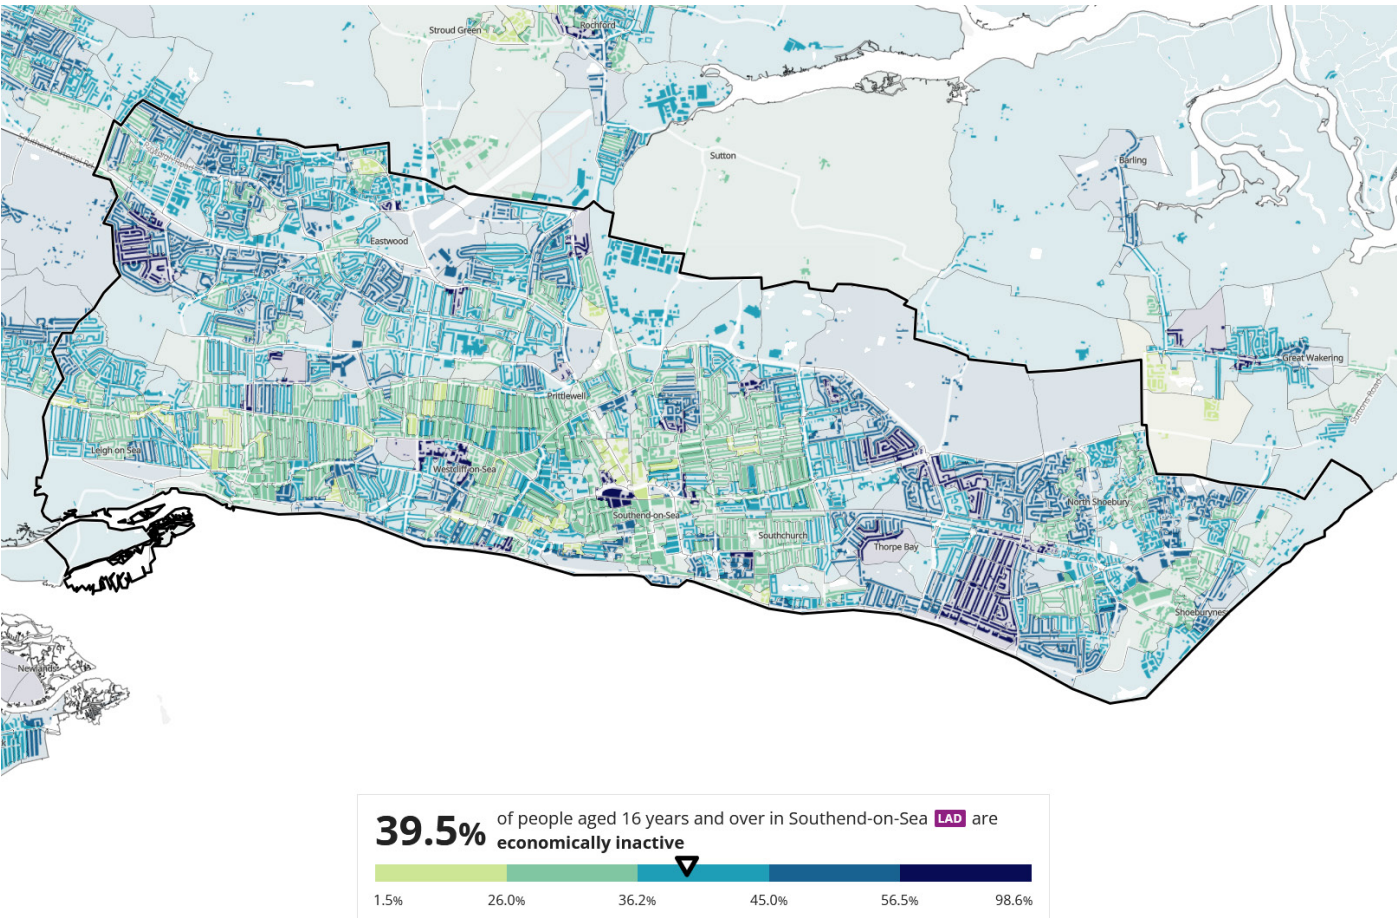 Stroud Green
Rochford
Sutton
Barling
Eastwood
Great Wakering
Prittlewell
Leigh on Sea
Westcliff-on-Sea
North Shoebury
Southend-on-Sea
Southchurch
Thorpe Bay
Shoeburyness
39.5%
of people aged 16 years and over in Southend-on-Sea LAD are
economically inactive
1.5%
26.0%
36.2%
45.0%
56.5%
98.6%